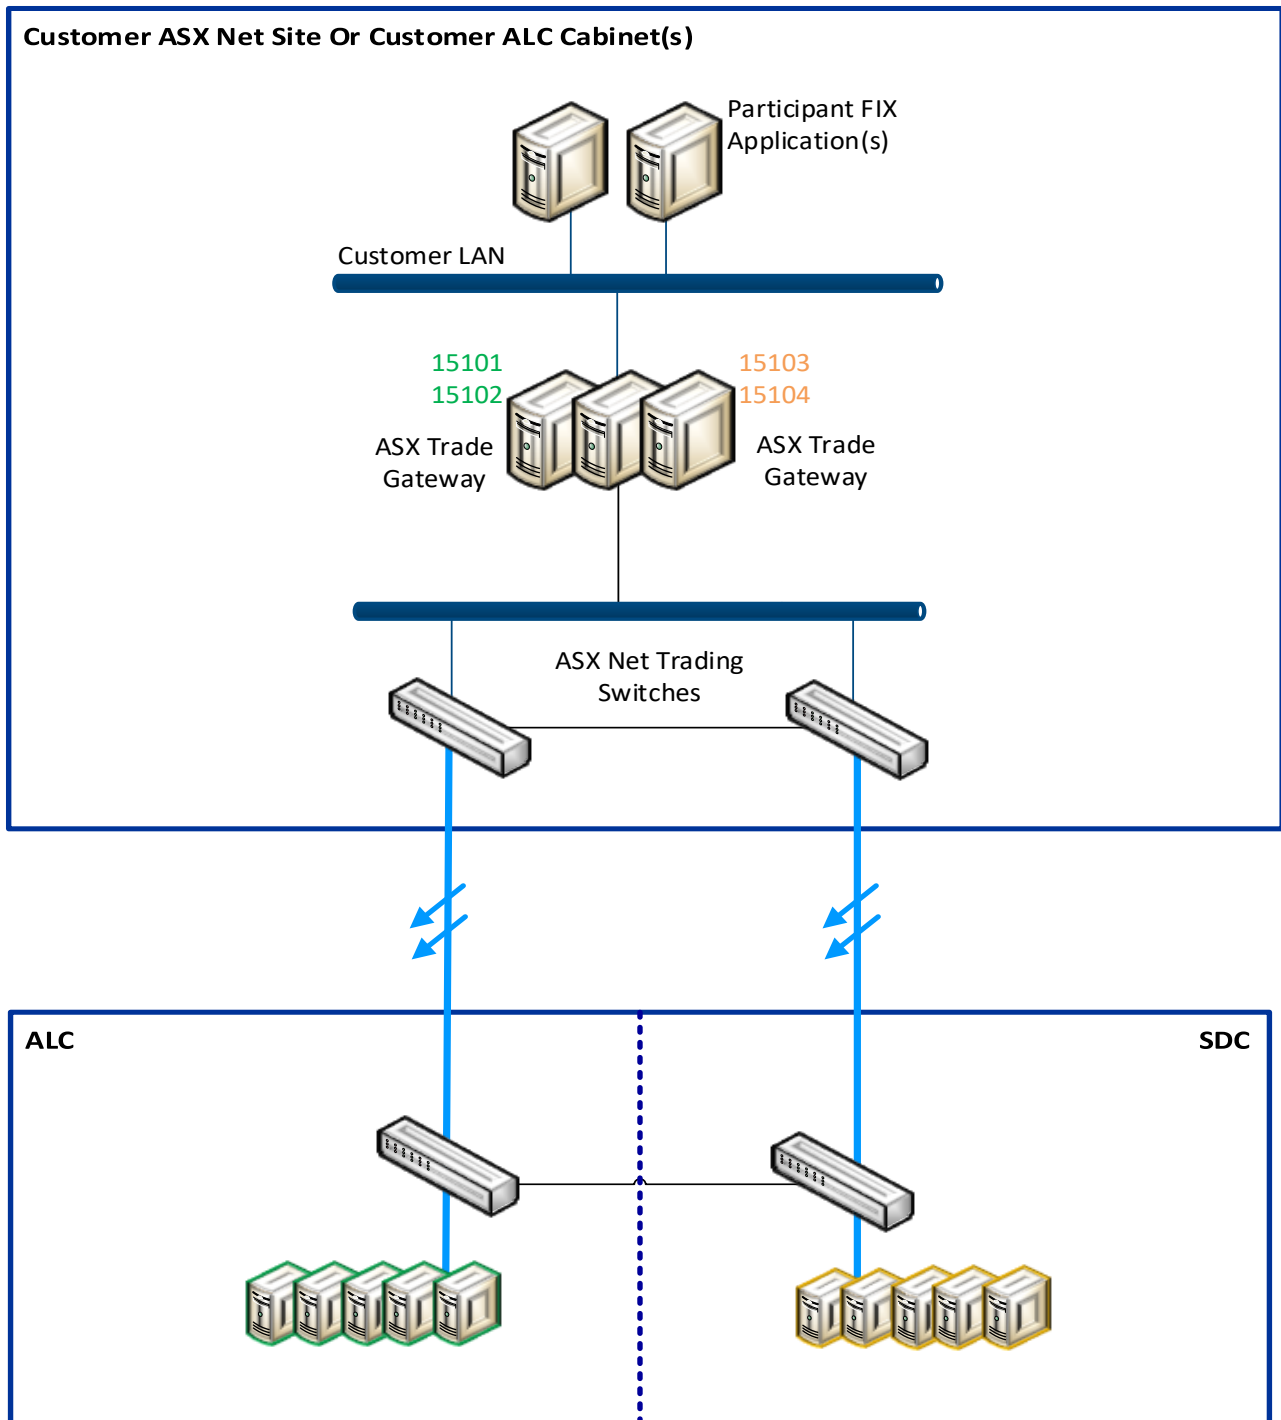 Customer ASX Net Site Or Customer ALC Cabinet(s)
Participant FIX
Application(s)
Customer LAN
15101
15102
15103
15104
ASX Trade
Gateway
ASX Trade
Gateway
ASX Net Trading
Switches
ALC
SDC